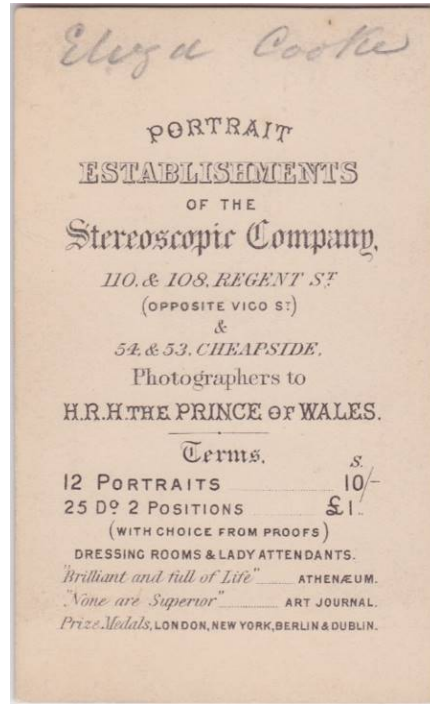 Elyza Cooke
PORTRAIT
ESTABLISHMENTS
OF THE
Stereoscopic Company,
110. & 108, REGENT ST
(OPPOSITE VIGO ST)
&
54. & 53. CHEAPSIDE.
Photographers to
H.R.H. THE PRINCE OF WALES.
Terms.
S.
12 PORTRAITS 10/-
25 DO 2 POSITIONS £1..
(WITH CHOICE FROM PROOFS)
DRESSING ROOMS & LADY ATTENDANTS.
"Brilliant and full of Life" ATHENÆUM.
"None are Superior" ART JOURNAL.
Prize Medals, LONDON, NEW YORK, BERLIN & DUBLIN.